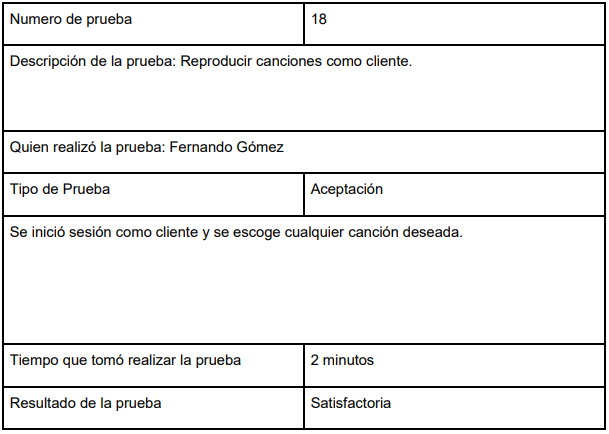 Numero de prueba 18
Descripción de la prueba: Reproducir canciones como cliente.
Quien realizó la prueba: Fernando Gómez
Tipo de Prueba Aceptación
Se inició sesión como cliente y se escoge cualquier canción deseada.
Tiempo que tomó realizar la prueba 2 minutos
Resultado de la prueba Satisfactoria